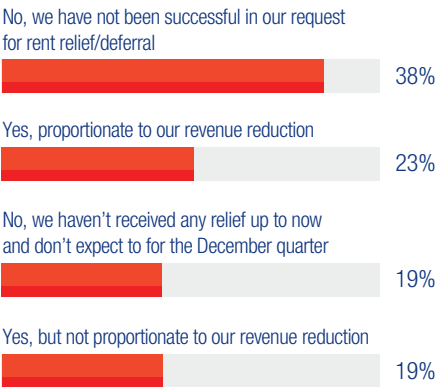 No, we have not been successful in our request
for rent relief/deferral
38%
Yes, proportionate to our revenue reduction
23%
No, we haven’t received any relief up to now
and don’t expect to for the December quarter
19%
Yes, but not proportionate to our revenue reduction
19%